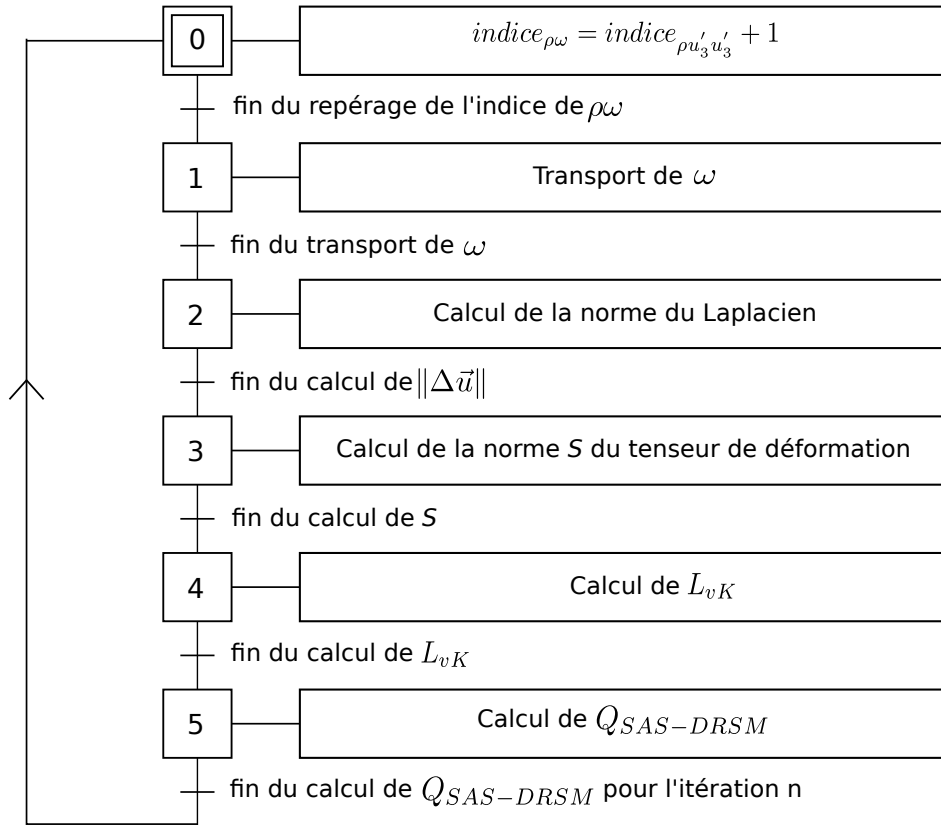 0 indice_{ρω} = indice_{ρu_3' u_3'} + 1
fin du repérage de l'indice de ρω
1 Transport de ω
fin du transport de ω
2 Calcul de la norme du Laplacien
fin du calcul de ‖Δu⃗‖
3 Calcul de la norme S du tenseur de déformation
fin du calcul de S
4 Calcul de L_{vK}
fin du calcul de L_{vK}
5 Calcul de Q_{SAS−DRSM}
fin du calcul de Q_{SAS−DRSM} pour l'itération n